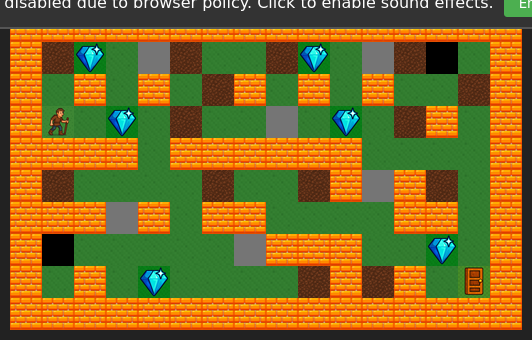 disabled due to browser policy. Click to enable sound effects.